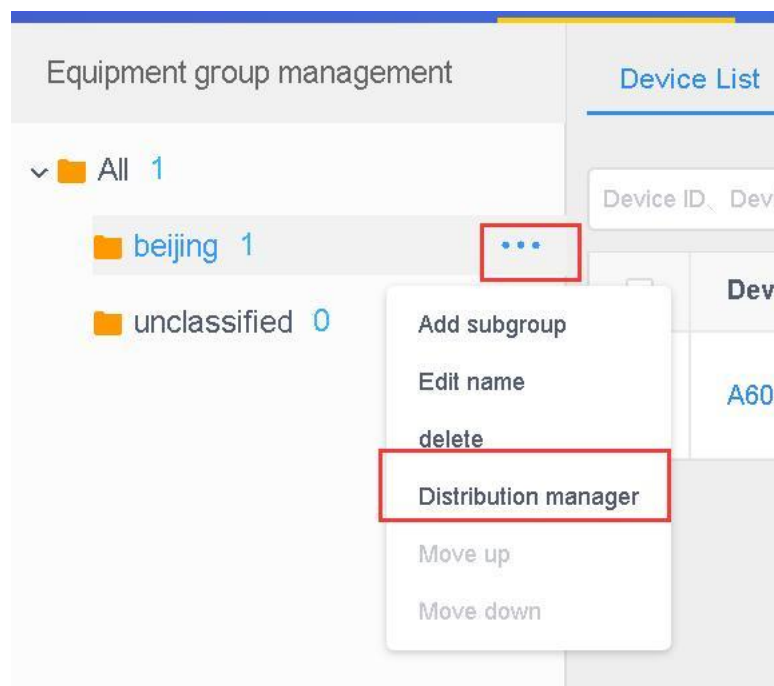 Equipment group management
Device List
All 1
Device ID、Dev
beijing 1
Dev
unclassified 0
Add subgroup
Edit name
A60
delete
Distribution manager
Move up
Move down